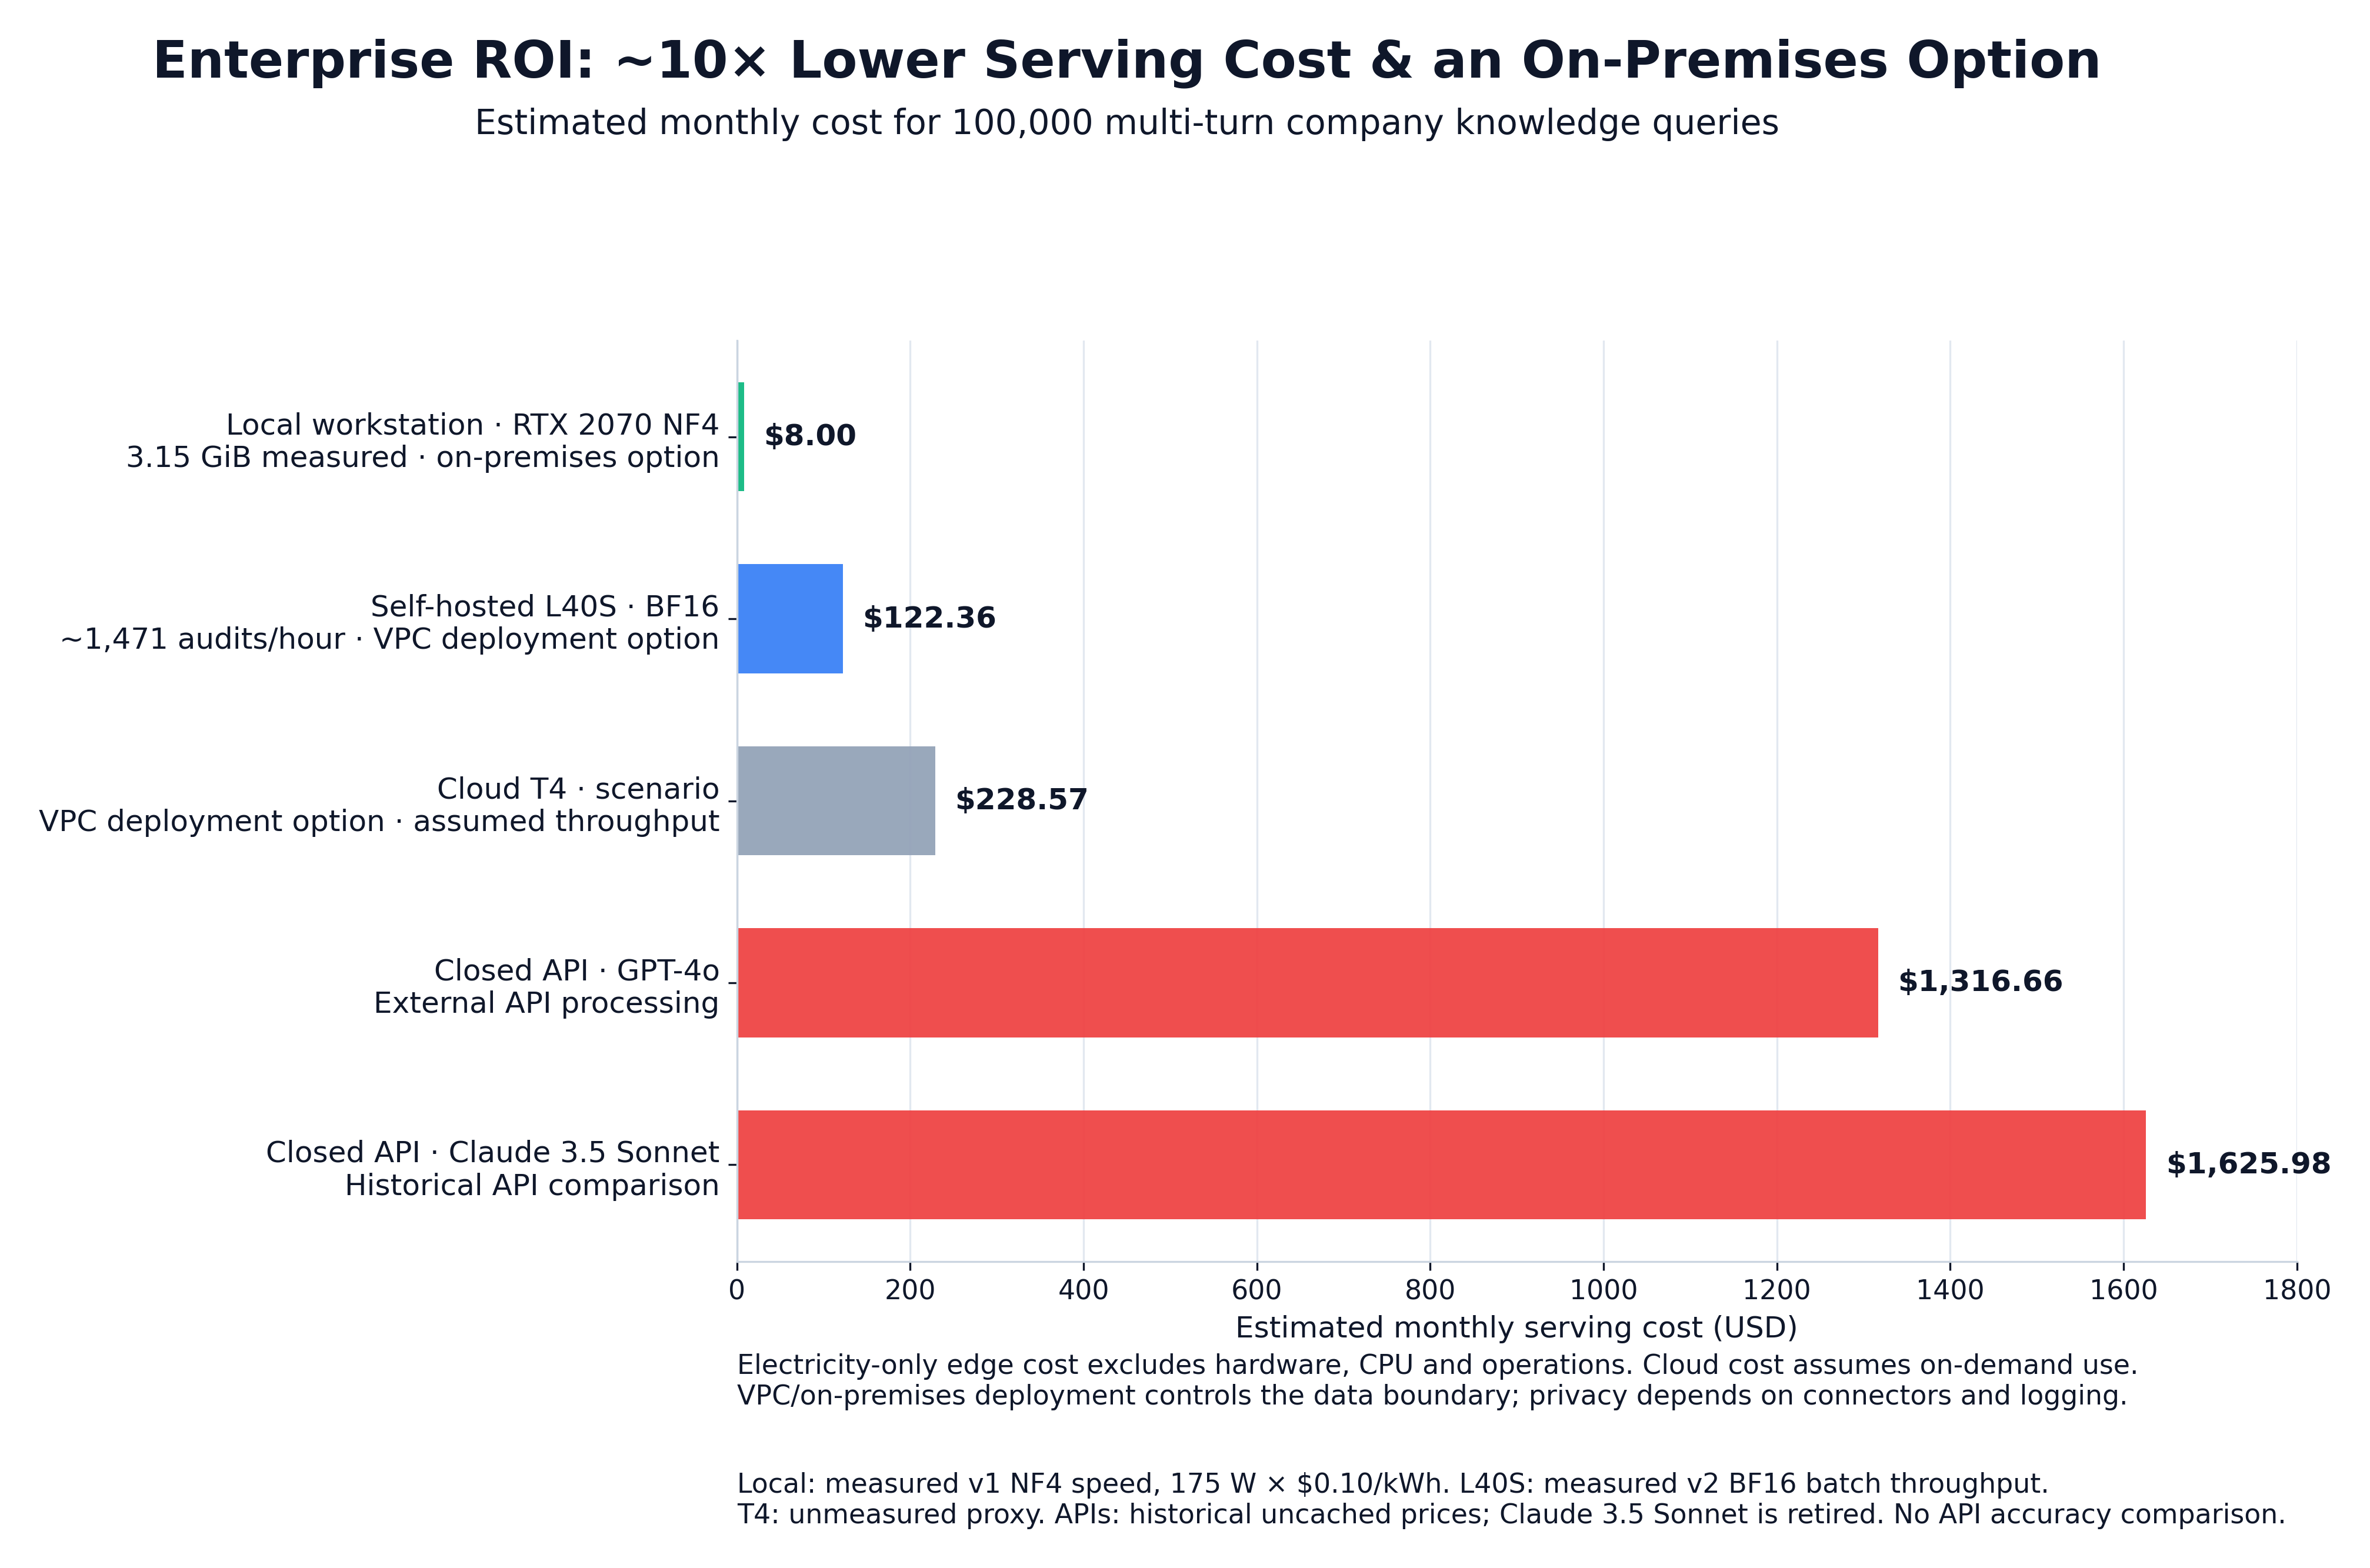 Enterprise ROI: ~10× Lower Serving Cost & an On-Premises Option
Estimated monthly cost for 100,000 multi-turn company knowledge queries
Local workstation · RTX 2070 NF4
3.15 GiB measured · on-premises option
$8.00
Self-hosted L40S · BF16
~1,471 audits/hour · VPC deployment option
$122.36
Cloud T4 · scenario
VPC deployment option · assumed throughput
$228.57
Closed API · GPT-4o
External API processing
$1,316.66
Closed API · Claude 3.5 Sonnet
Historical API comparison
$1,625.98
0 200 400 600 800 1000 1200 1400 1600 1800
Estimated monthly serving cost (USD)
Electricity-only edge cost excludes hardware, CPU and operations. Cloud cost assumes on-demand use.
VPC/on-premises deployment controls the data boundary; privacy depends on connectors and logging.
Local: measured v1 NF4 speed, 175 W × $0.10/kWh. L40S: measured v2 BF16 batch throughput.
T4: unmeasured proxy. APIs: historical uncached prices; Claude 3.5 Sonnet is retired. No API accuracy comparison.